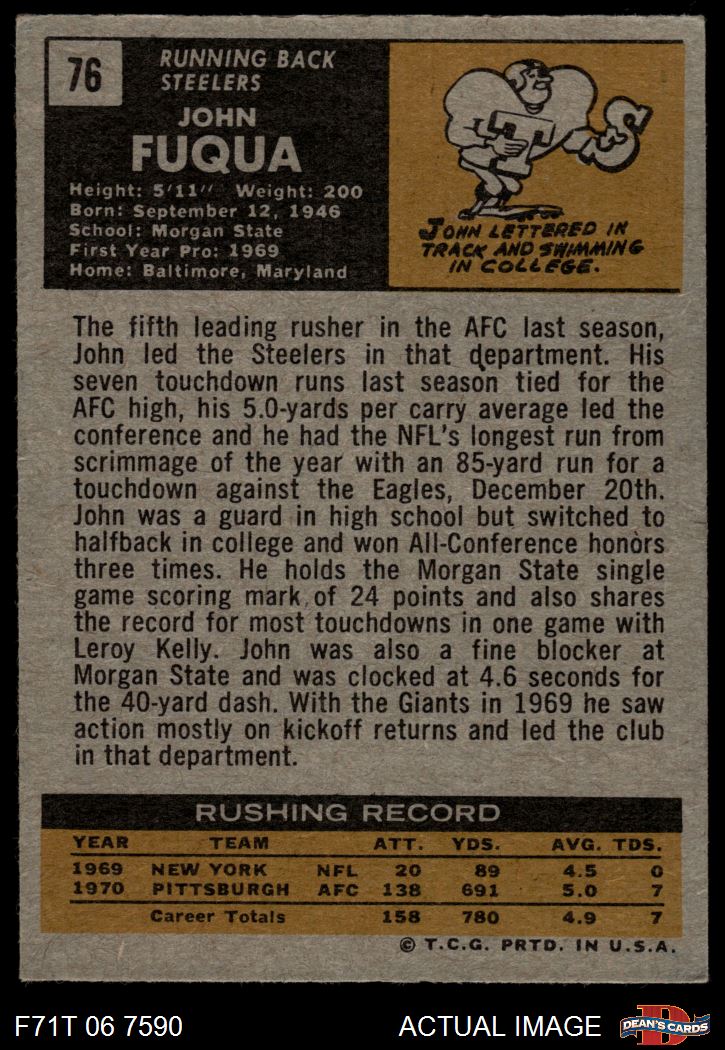 76
RUNNING BACK
STEELERS
JOHN
FUQUA
Height: 5'11" Weight: 200
Born: September 12, 1946
School: Morgan State
First Year Pro: 1969
Home: Baltimore, Maryland
T S
JOHN LETTERED IN
TRACK AND SWIMMING
IN COLLEGE.
The fifth leading rusher in the AFC last season,
John led the Steelers in that department. His
seven touchdown runs last season tied for the
AFC high, his 5.0-yards per carry average led the
conference and he had the NFL's longest run from
scrimmage of the year with an 85-yard run for a
touchdown against the Eagles, December 20th.
John was a guard in high school but switched to
halfback in college and won All-Conference honors
three times. He holds the Morgan State single
game scoring mark of 24 points and also shares
the record for most touchdowns in one game with
Leroy Kelly. John was also a fine blocker at
Morgan State and was clocked at 4.6 seconds for
the 40-yard dash. With the Giants in 1969 he saw
action mostly on kickoff returns and led the club
in that department.
RUSHING RECORD
YEAR TEAM ATT. YDS. AVG. TDS.
1969 NEW YORK NFL 20 89 4.5 0
1970 PITTSBURGH AFC 138 691 5.0 7
Career Totals 158 780 4.9 7
© T.C.G. PRTD. IN U.S.A.
F71T 06 7590 ACTUAL IMAGE D DEAN'S CARDS